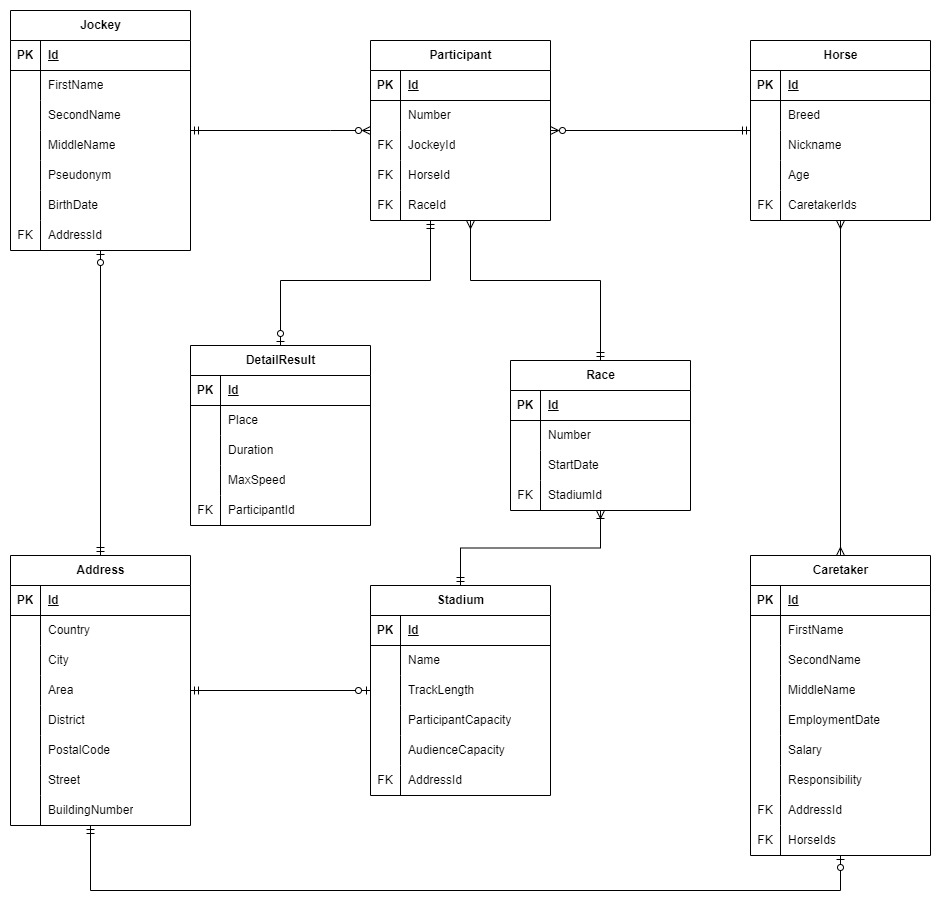 Jockey
PK Id
FirstName
SecondName
MiddleName
Pseudonym
BirthDate
FK AddressId
Participant
PK Id
Number
FK JockeyId
FK HorseId
FK RaceId
Horse
PK Id
Breed
Nickname
Age
FK CaretakerIds
DetailResult
PK Id
Place
Duration
MaxSpeed
FK ParticipantId
Race
PK Id
Number
StartDate
FK StadiumId
Address
PK Id
Country
City
Area
District
PostalCode
Street
BuildingNumber
Stadium
PK Id
Name
TrackLength
ParticipantCapacity
AudienceCapacity
FK AddressId
Caretaker
PK Id
FirstName
SecondName
MiddleName
EmploymentDate
Salary
Responsibility
FK AddressId
FK HorseIds